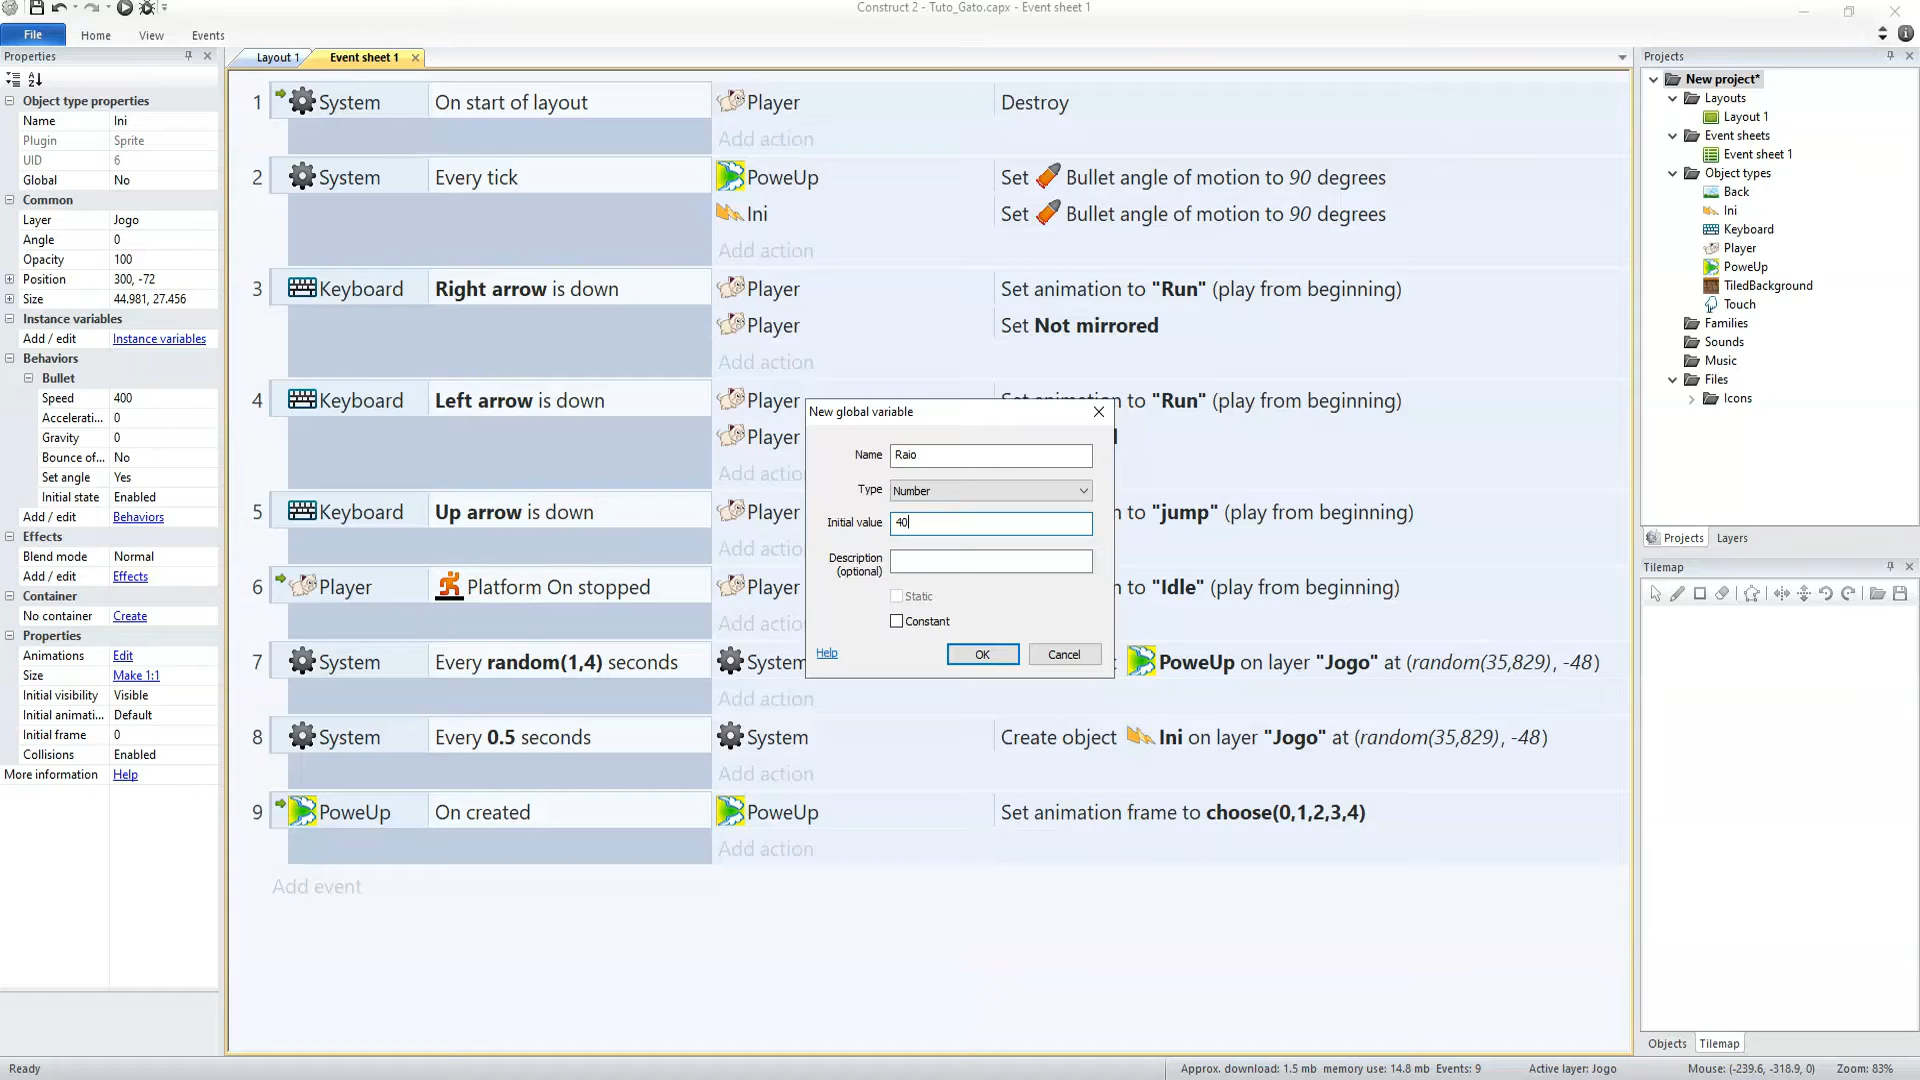 Construct 2 - Tuto_Gato.capx - Event sheet 1
File Home View Events
Properties
Object type properties
Name Ini
Plugin Sprite
UID 6
Global No
Common
Layer Jogo
Angle 0
Opacity 100
Position 300, -72
Size 44.981, 27.456
Instance variables
Add / edit Instance variables
Behaviors
Bullet
Speed 400
Accelerati... 0
Gravity 0
Bounce of... No
Set angle Yes
Initial state Enabled
Add / edit Behaviors
Effects
Blend mode Normal
Add / edit Effects
Container
No container Create
Properties
Animations Edit
Size Make 1:1
Initial visibility Visible
Initial animati... Default
Initial frame 0
Collisions Enabled
More information Help
Layout 1 Event sheet 1
1 System On start of layout Player Destroy
Add action
2 System Every tick PoweUp Set Bullet angle of motion to 90 degrees
Ini Set Bullet angle of motion to 90 degrees
Add action
3 Keyboard Right arrow is down Player Set animation to "Run" (play from beginning)
Player Set Not mirrored
Add action
4 Keyboard Left arrow is down Player Set animation to "Run" (play from beginning)
Player
Add action
5 Keyboard Up arrow is down Player to "jump" (play from beginning)
Add action
6 Player Platform On stopped Player to "Idle" (play from beginning)
Add action
7 System Every random(1,4) seconds System PoweUp on layer "Jogo" at (random(35,829), -48)
Add action
8 System Every 0.5 seconds System Create object Ini on layer "Jogo" at (random(35,829), -48)
Add action
9 PoweUp On created PoweUp Set animation frame to choose(0,1,2,3,4)
Add action
Add event
New global variable
Name Raio
Type Number
Initial value 40
Description
(optional)
Static
Constant
Help OK Cancel
Projects
New project*
Layouts
Layout 1
Event sheets
Event sheet 1
Object types
Back
Ini
Keyboard
Player
PoweUp
TiledBackground
Touch
Families
Sounds
Music
Files
Icons
Projects Layers
Tilemap
Objects Tilemap
Ready
Approx. download: 1.5 mb memory use: 14.8 mb Events: 9 Active layer: Jogo Mouse: (-239.6, -318.9, 0) Zoom: 83%